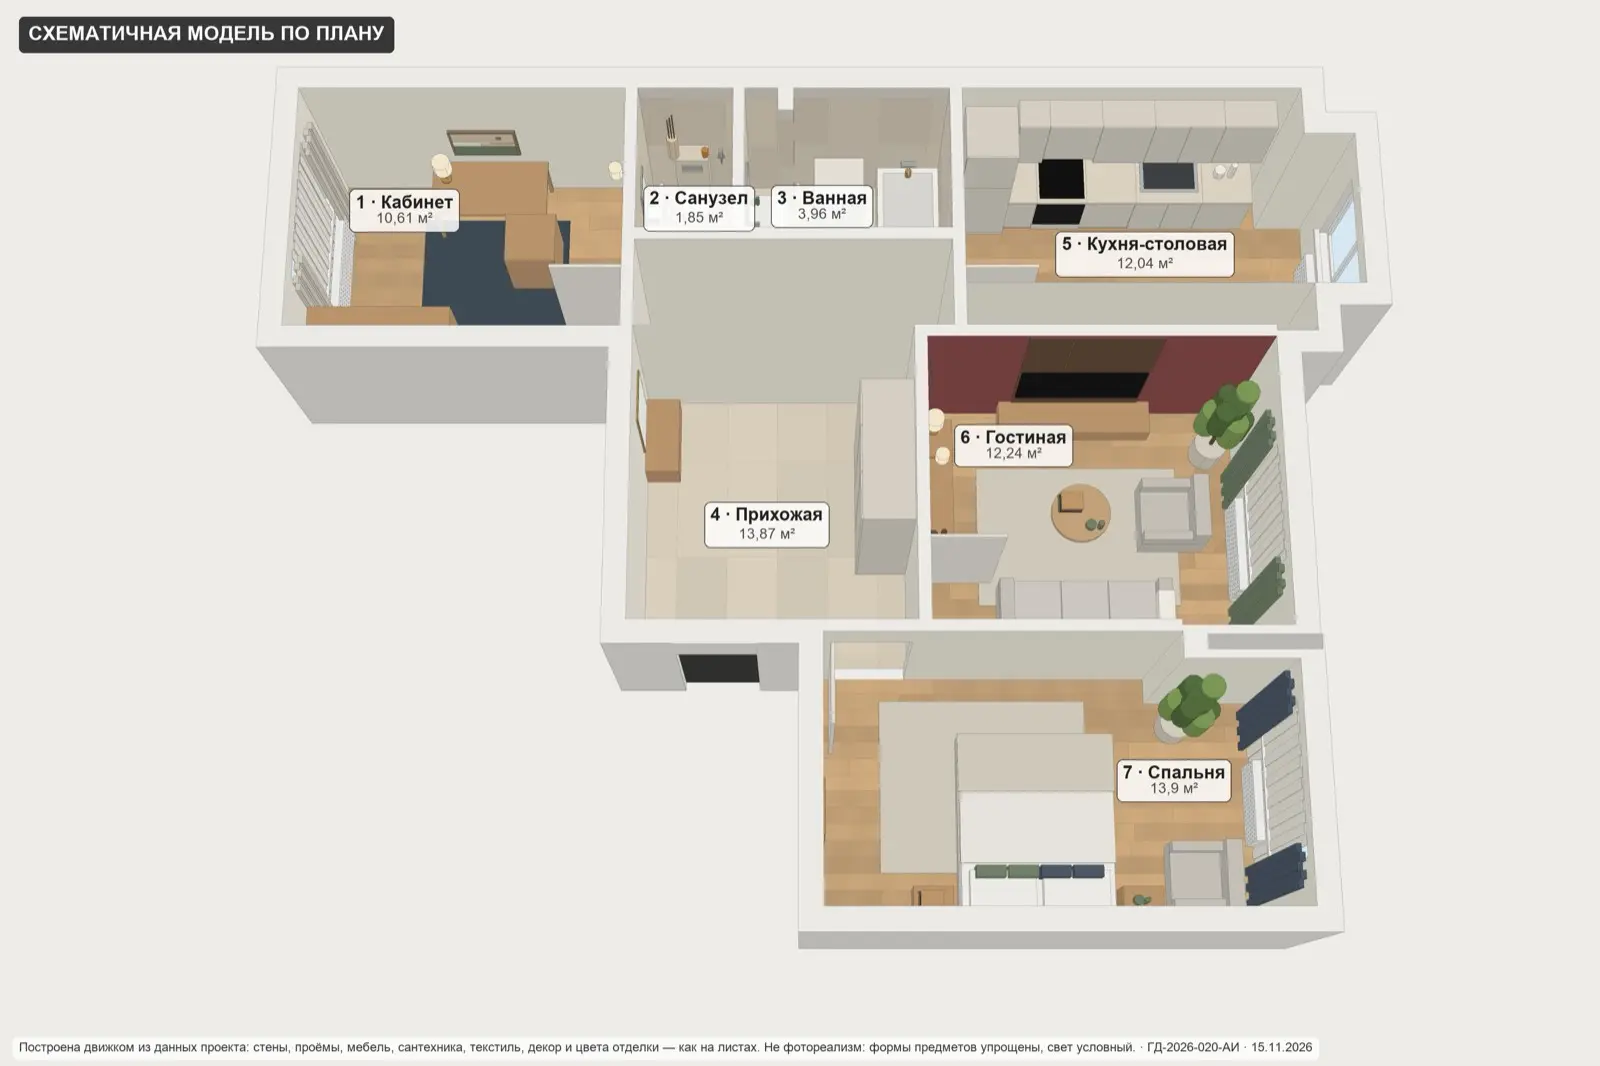 СХЕМАТИЧНАЯ МОДЕЛЬ ПО ПЛАНУ
1 · Кабинет
10,61 м²
2 · Санузел
1,85 м²
3 · Ванная
3,96 м²
5 · Кухня-столовая
12,04 м²
6 · Гостиная
12,24 м²
4 · Прихожая
13,87 м²
7 · Спальня
13,9 м²
Построена движком из данных проекта: стены, проёмы, мебель, сантехника, текстиль, декор и цвета отделки — как на листах. Не фотореализм: формы предметов упрощены, свет условный. · ГД-2026-020-АИ · 15.11.2026